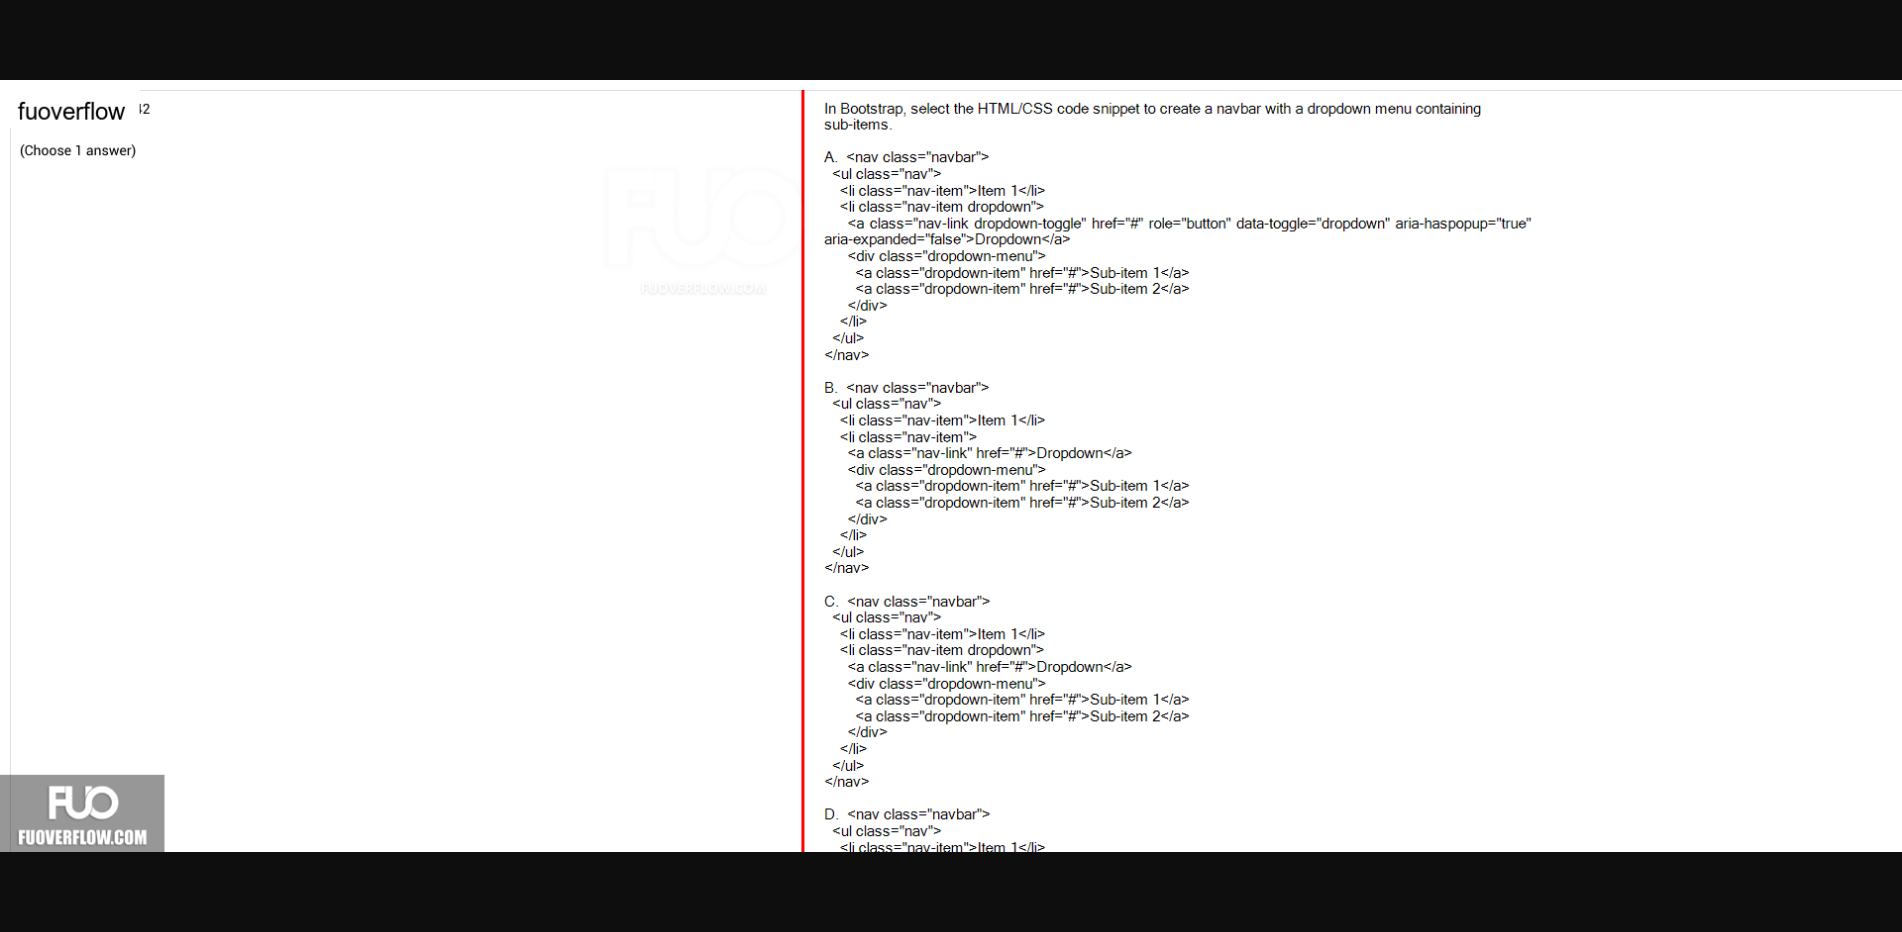 fuoverflow 12
(Choose 1 answer)
FUO
FUOVERFLOW.COM
In Bootstrap, select the HTML/CSS code snippet to create a navbar with a dropdown menu containing
sub-items.
A. <nav class="navbar">
<ul class="nav">
<li class="nav-item">Item 1</li>
<li class="nav-item dropdown">
<a class="nav-link dropdown-toggle" href="#" role="button" data-toggle="dropdown" aria-haspopup="true"
aria-expanded="false">Dropdown</a>
<div class="dropdown-menu">
<a class="dropdown-item" href="#">Sub-item 1</a>
<a class="dropdown-item" href="#">Sub-item 2</a>
</div>
</li>
</ul>
</nav>
B. <nav class="navbar">
<ul class="nav">
<li class="nav-item">Item 1</li>
<li class="nav-item">
<a class="nav-link" href="#">Dropdown</a>
<div class="dropdown-menu">
<a class="dropdown-item" href="#">Sub-item 1</a>
<a class="dropdown-item" href="#">Sub-item 2</a>
</div>
</li>
</ul>
</nav>
C. <nav class="navbar">
<ul class="nav">
<li class="nav-item">Item 1</li>
<li class="nav-item dropdown">
<a class="nav-link" href="#">Dropdown</a>
<div class="dropdown-menu">
<a class="dropdown-item" href="#">Sub-item 1</a>
<a class="dropdown-item" href="#">Sub-item 2</a>
</div>
</li>
</ul>
</nav>
D. <nav class="navbar">
<ul class="nav">
<li class="nav-item">Item 1</li>
FUO
FUOVERFLOW.COM